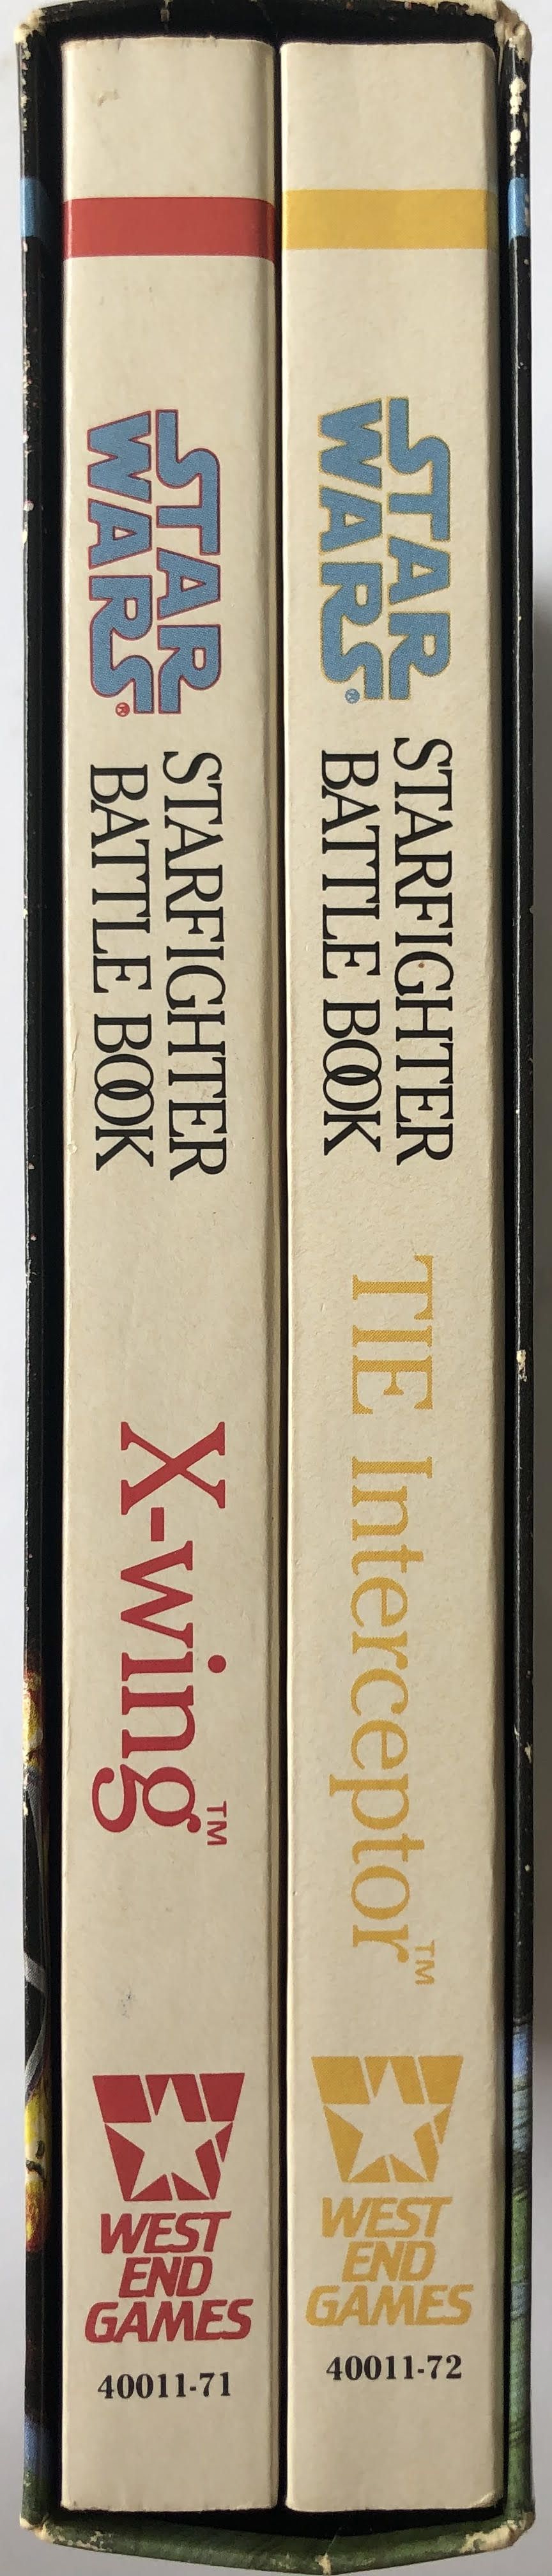 STAR
WARS®
STARFIGHTER
BATTLE BOOK
X-wing™
WEST
END
GAMES
40011-71
STAR
WARS®
STARFIGHTER
BATTLE BOOK
TIE Interceptor™
WEST
END
GAMES
40011-72